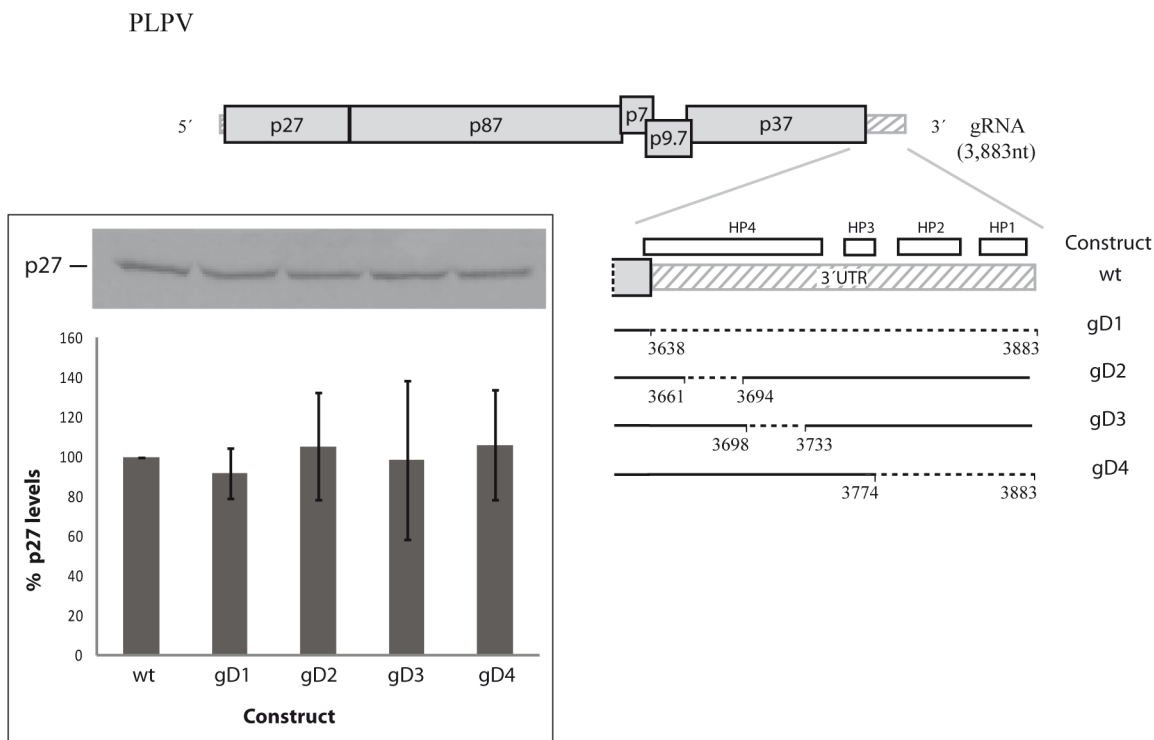 PLPV
5´ p27 p87 p7 p9.7 p37 3´ gRNA
(3,883nt)
HP4 HP3 HP2 HP1 Construct
3´UTR wt
gD1
3638 3883
gD2
3661 3694
gD3
3698 3733
gD4
3774 3883
p27
160
140
120
100
80
60
40
20
0
% p27 levels
wt gD1 gD2 gD3 gD4
Construct